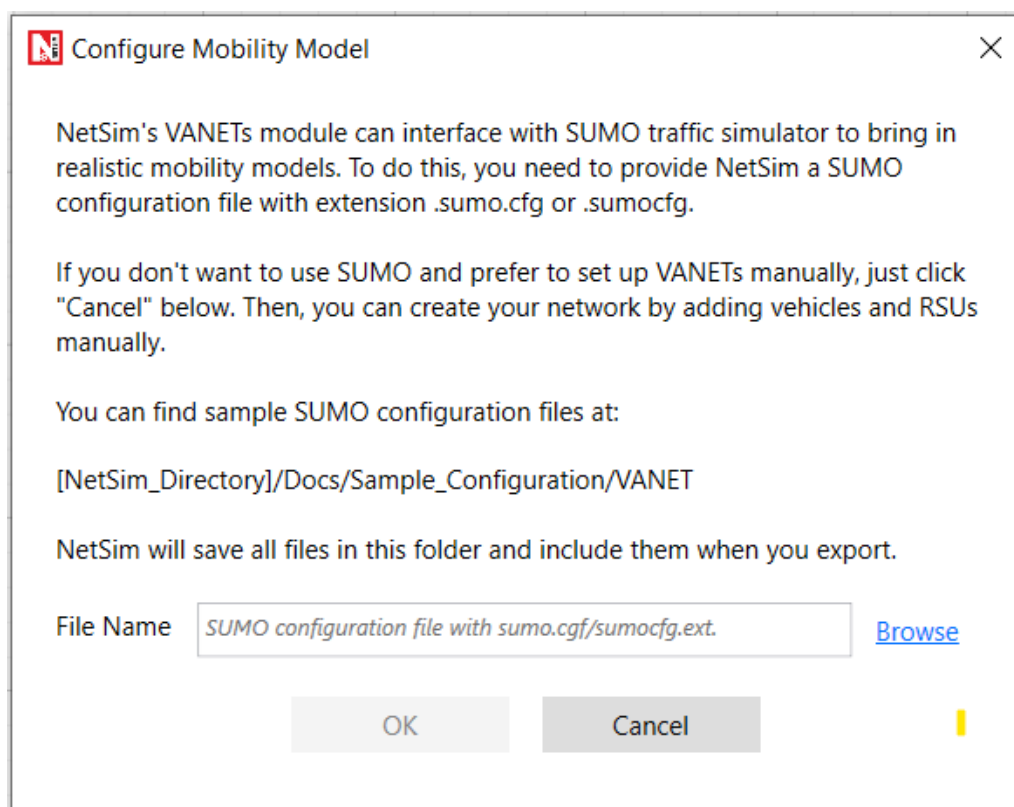 Configure Mobility Model
NetSim's VANETs module can interface with SUMO traffic simulator to bring in
realistic mobility models. To do this, you need to provide NetSim a SUMO
configuration file with extension .sumo.cfg or .sumocfg.
If you don't want to use SUMO and prefer to set up VANETs manually, just click
"Cancel" below. Then, you can create your network by adding vehicles and RSUs
manually.
You can find sample SUMO configuration files at:
[NetSim_Directory]/Docs/Sample_Configuration/VANET
NetSim will save all files in this folder and include them when you export.
File Name SUMO configuration file with sumo.cgf/sumocfg.ext. Browse
OK Cancel